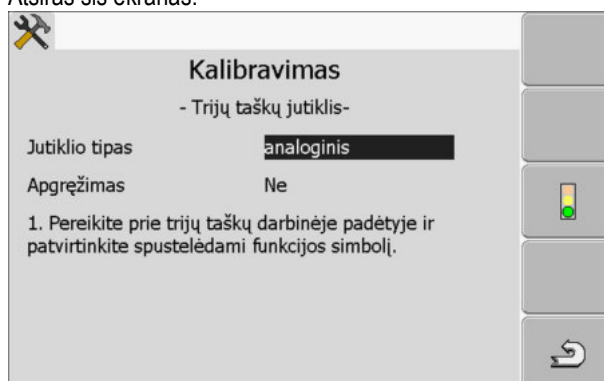 Atsiras šis ekranas:
Kalibravimas
- Trijų taškų jutiklis-
Jutiklio tipas analoginis
Apgręžimas Ne
1. Pereikite prie trijų taškų darbinėje padėtyje ir
patvirtinkite spustelėdami funkcijos simbolį.